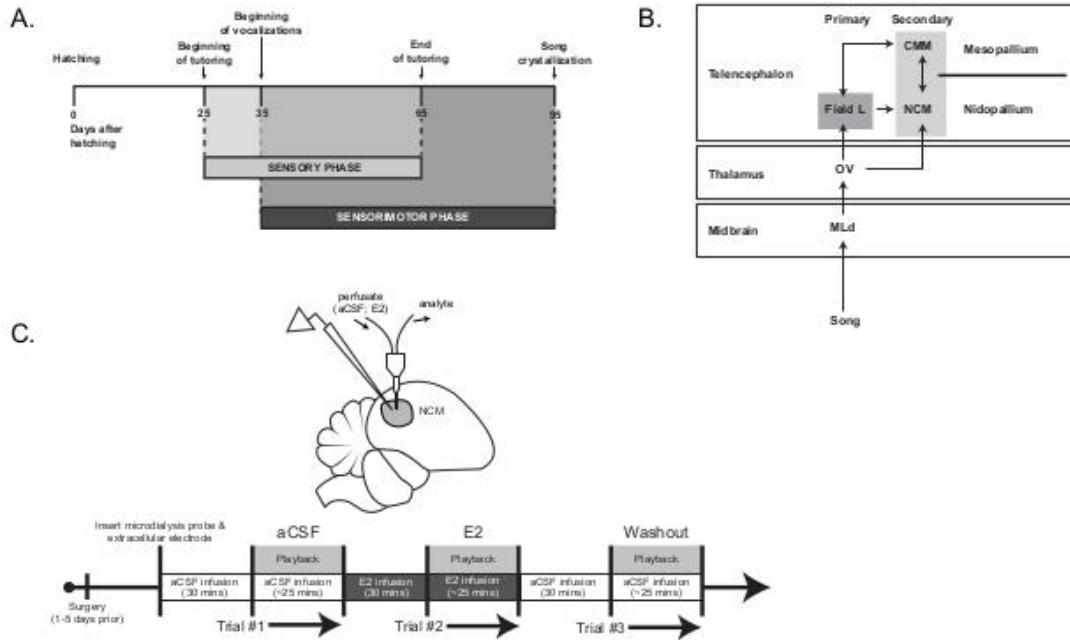 A.
Beginning
of vocalizations
Hatching
Beginning
of tutoring
End
of tutoring
Song
crystallization
0
25
35
65
95
Days after
hatching
SENSORY PHASE
SENSORIMOTOR PHASE
B.
Primary
Secondary
CMM
Mesopallium
Telencephalon
Field L
NCM
Nidopallium
Thalamus
OV
Midbrain
MLd
Song
C.
perfusate
(aCSF; E2)
analyte
NCM
Insert microdialysis probe &
extracellular electrode
aCSF
E2
Washout
Playback
Playback
Playback
aCSF infusion
(30 mins)
aCSF infusion
(~25 mins)
E2 infusion
(30 mins)
E2 infusion
(~25 mins)
aCSF infusion
(30 mins)
aCSF infusion
(~25 mins)
Surgery
(1-5 days prior)
Trial #1
Trial #2
Trial #3